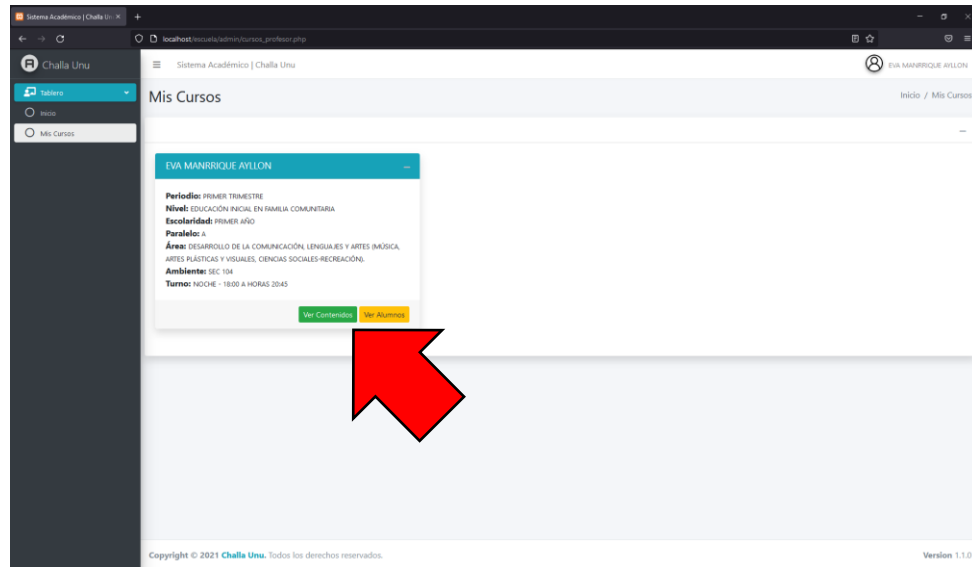 Sistema Académico | Challa Un
localhost/escuela/admin/cursos_profesor.php
Challa Unu
Sistema Académico | Challa Unu
EVA MANRRIQUE AYLLON
Tablero
Inicio
Mis Cursos
Mis Cursos
Inicio / Mis Cursos
EVA MANRRIQUE AYLLON
Periodio: PRIMER TRIMESTRE
Nivel: EDUCACIÓN INICIAL EN FAMILIA COMUNITARIA
Escolaridad: PRIMER AÑO
Paralelo: A
Área: DESARROLLO DE LA COMUNICACIÓN, LENGUAJES Y ARTES (MÚSICA,
ARTES PLÁSTICAS Y VISUALES, CIENCIAS SOCIALES-RECREACIÓN).
Ambiente: SEC 104
Turno: NOCHE - 18:00 A HORAS 20:45
Ver Contenidos
Ver Alumnos
Copyright © 2021 Challa Unu. Todos los derechos reservados.
Version 1.1.0